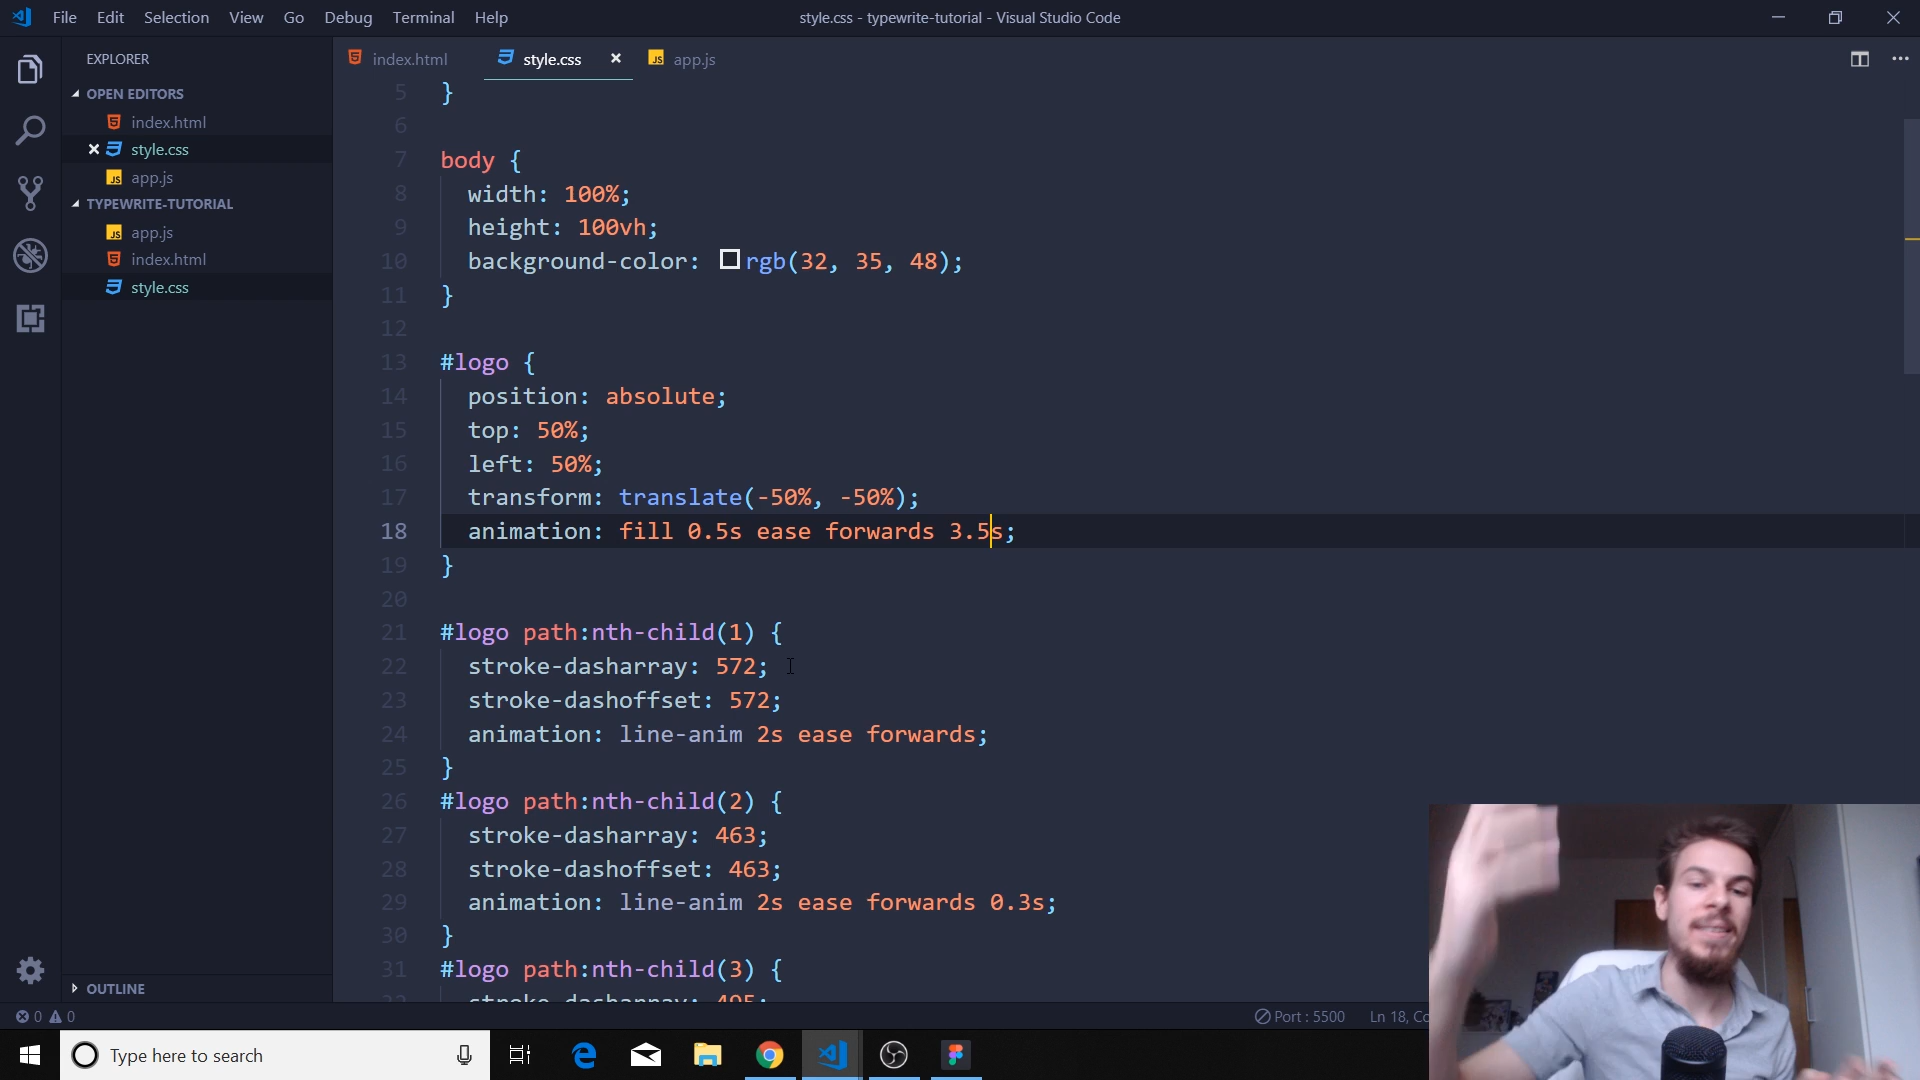 File Edit Selection View Go Debug Terminal Help
style.css - typewrite-tutorial - Visual Studio Code
EXPLORER
OPEN EDITORS
index.html
style.css
app.js
TYPEWRITE-TUTORIAL
app.js
index.html
style.css
OUTLINE
index.html style.css app.js
5 }
6
7 body {
8 width: 100%;
9 height: 100vh;
10 background-color: rgb(32, 35, 48);
11 }
12
13 #logo {
14 position: absolute;
15 top: 50%;
16 left: 50%;
17 transform: translate(-50%, -50%);
18 animation: fill 0.5s ease forwards 3.5s;
19 }
20
21 #logo path:nth-child(1) {
22 stroke-dasharray: 572;
23 stroke-dashoffset: 572;
24 animation: line-anim 2s ease forwards;
25 }
26 #logo path:nth-child(2) {
27 stroke-dasharray: 463;
28 stroke-dashoffset: 463;
29 animation: line-anim 2s ease forwards 0.3s;
30 }
31 #logo path:nth-child(3) {
32 stroke-dasharray: 495;
0 0
Port : 5500 Ln 18,
Type here to search